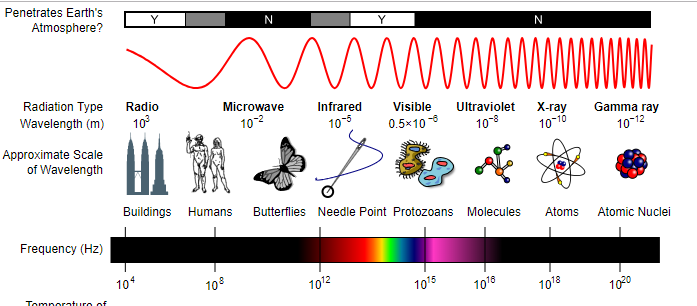 Penetrates Earth's
Atmosphere?
Y N Y N
Radiation Type
Radio Microwave Infrared Visible Ultraviolet X-ray Gamma ray
Wavelength (m)
10³ 10⁻² 10⁻⁵ 0.5×10⁻⁶ 10⁻⁸ 10⁻¹⁰ 10⁻¹²
Approximate Scale
of Wavelength
Buildings Humans Butterflies Needle Point Protozoans Molecules Atoms Atomic Nuclei
Frequency (Hz)
10⁴ 10⁸ 10¹² 10¹⁵ 10¹⁶ 10¹⁸ 10²⁰
Temperature of